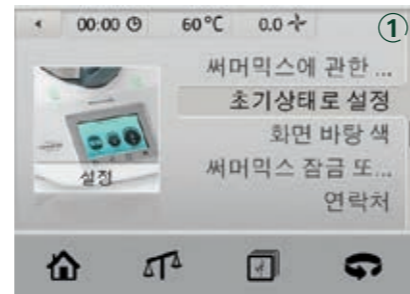 00:00 60°C 0.0 ①
써머믹스에 관한 ...
초기상태로 설정
화면 바탕 색
써머믹스 잠금 또...
연락처
설정